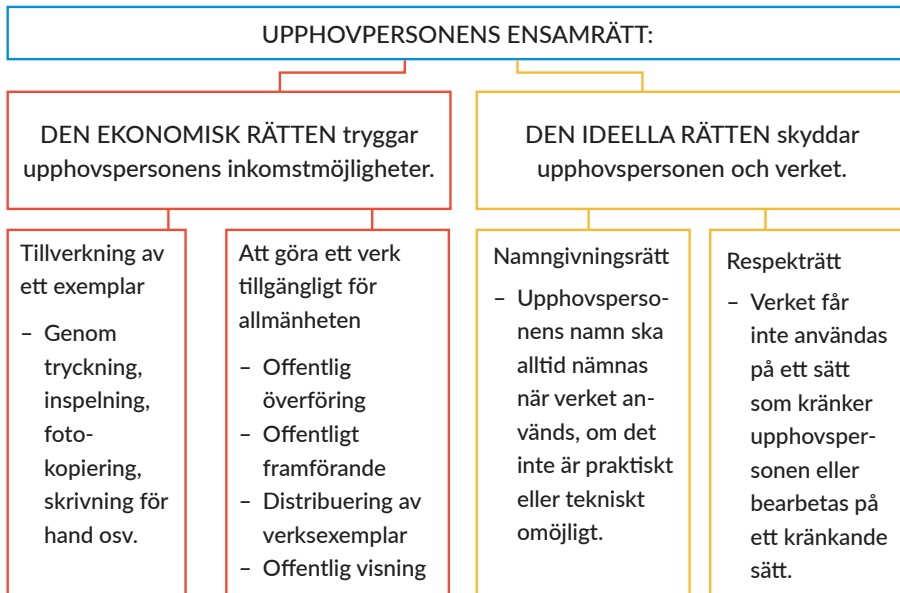 UPPHOVPERSONENS ENSAMRÄTT:
DEN EKONOMISK RÄTTEN tryggar
upphovspersonens inkomstmöjligheter.
DEN IDEELLA RÄTTEN skyddar
upphovspersonen och verket.
Tillverkning av
ett exemplar
– Genom
tryckning,
inspelning,
foto-
kopiering,
skrivning för
hand osv.
Att göra ett verk
tillgängligt för
allmänheten
– Offentlig
överföring
– Offentligt
framförande
– Distribuering av
verksexemplar
– Offentlig visning
Namngivningsrätt
– Upphovsperso-
nens namn ska
alltid nämnas
när verket an-
vänds, om det
inte är praktiskt
eller tekniskt
omöjligt.
Respekträtt
– Verket får
inte användas
på ett sätt
som kränker
upphovsper-
sonen eller
bearbetas på
ett kränkande
sätt.